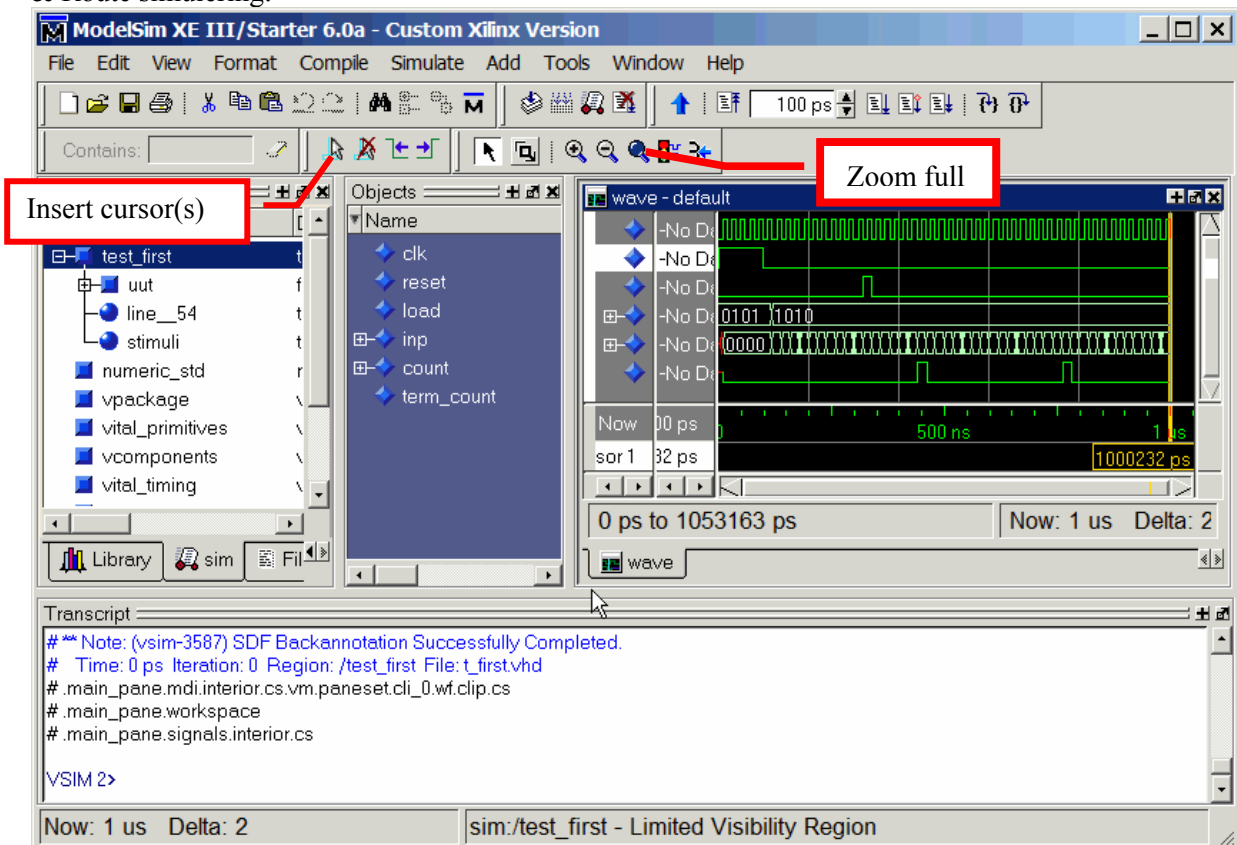 & Route simulering.
ModelSim XE III/Starter 6.0a - Custom Xilinx Version
File Edit View Format Compile Simulate Add Tools Window Help
100 ps
Contains:
Zoom full
Insert cursor(s)
Objects
Name
clk
reset
load
inp
count
term_count
test_first t
uut f
line__54 t
stimuli t
numeric_std r
vpackage \
vital_primitives \
vcomponents \
vital_timing \
Library sim Fil
wave - default
-No Da
-No Da
-No Da
-No Da 0101 1010
-No Da 0000
-No Da
Now 00 ps 500 ns 1 us
sor 1 32 ps 1000232 ps
0 ps to 1053163 ps Now: 1 us Delta: 2
wave
Transcript
# ** Note: (vsim-3587) SDF Backannotation Successfully Completed.
# Time: 0 ps Iteration: 0 Region: /test_first File: t_first.vhd
# .main_pane.mdi.interior.cs.vm.paneset.cli_0.wf.clip.cs
# .main_pane.workspace
# .main_pane.signals.interior.cs
VSIM 2>
Now: 1 us Delta: 2 sim:/test_first - Limited Visibility Region